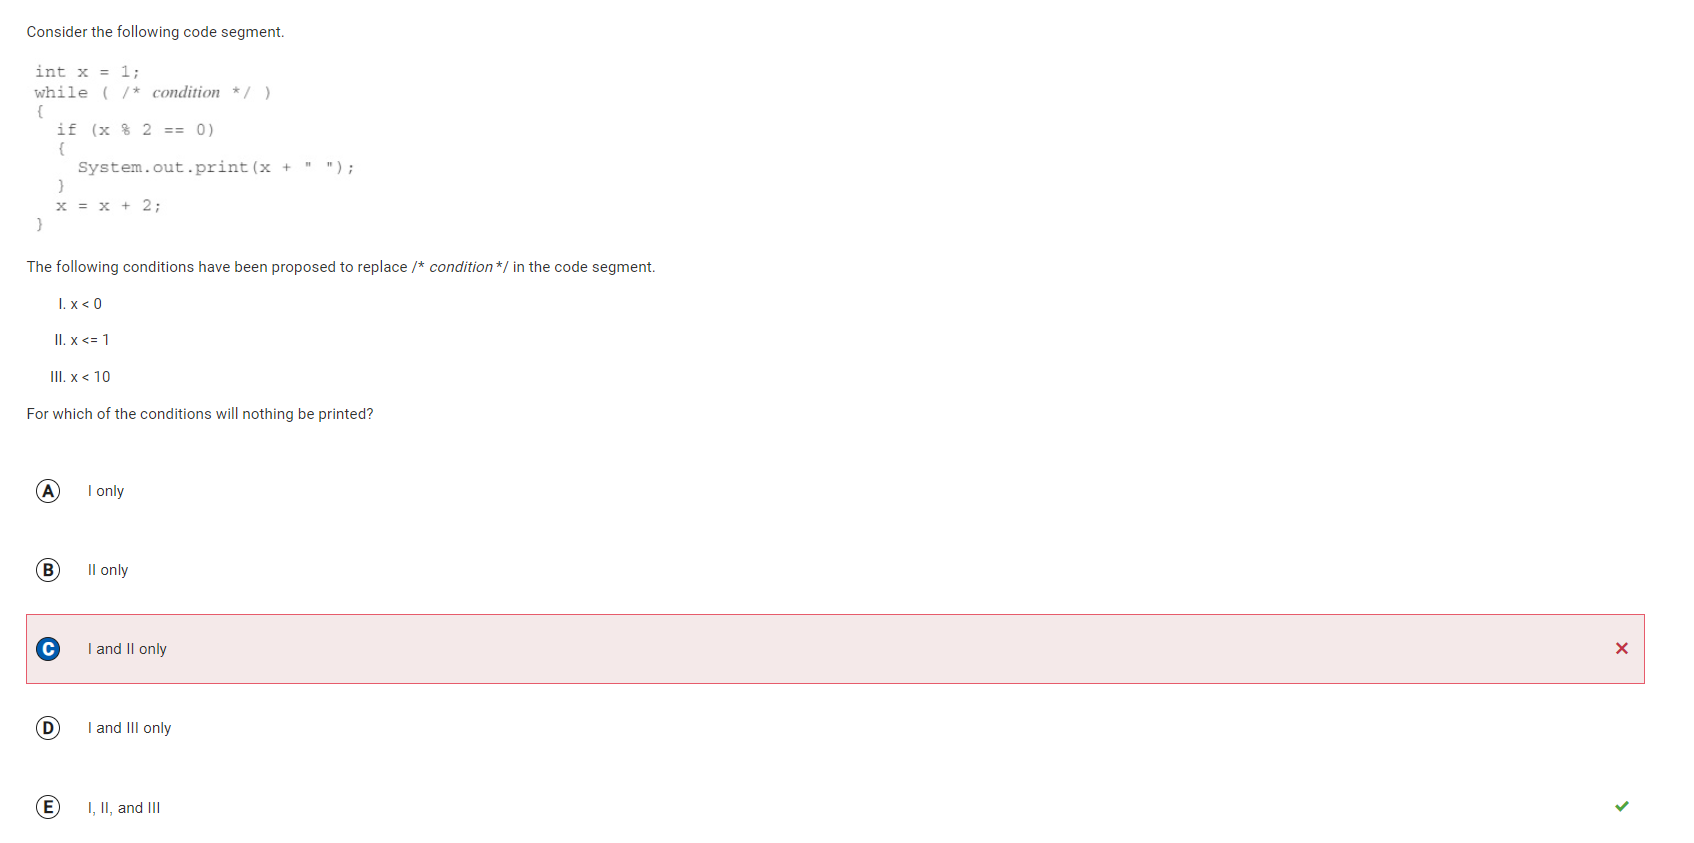 Consider the following code segment.
int x = 1;
while ( /* condition */ )
{
if (x % 2 == 0)
{
System.out.print(x + " ");
}
x = x + 2;
}
The following conditions have been proposed to replace /* condition */ in the code segment.
I. x < 0
II. x <= 1
III. x < 10
For which of the conditions will nothing be printed?
A I only
B II only
C I and II only
D I and III only
E I, II, and III